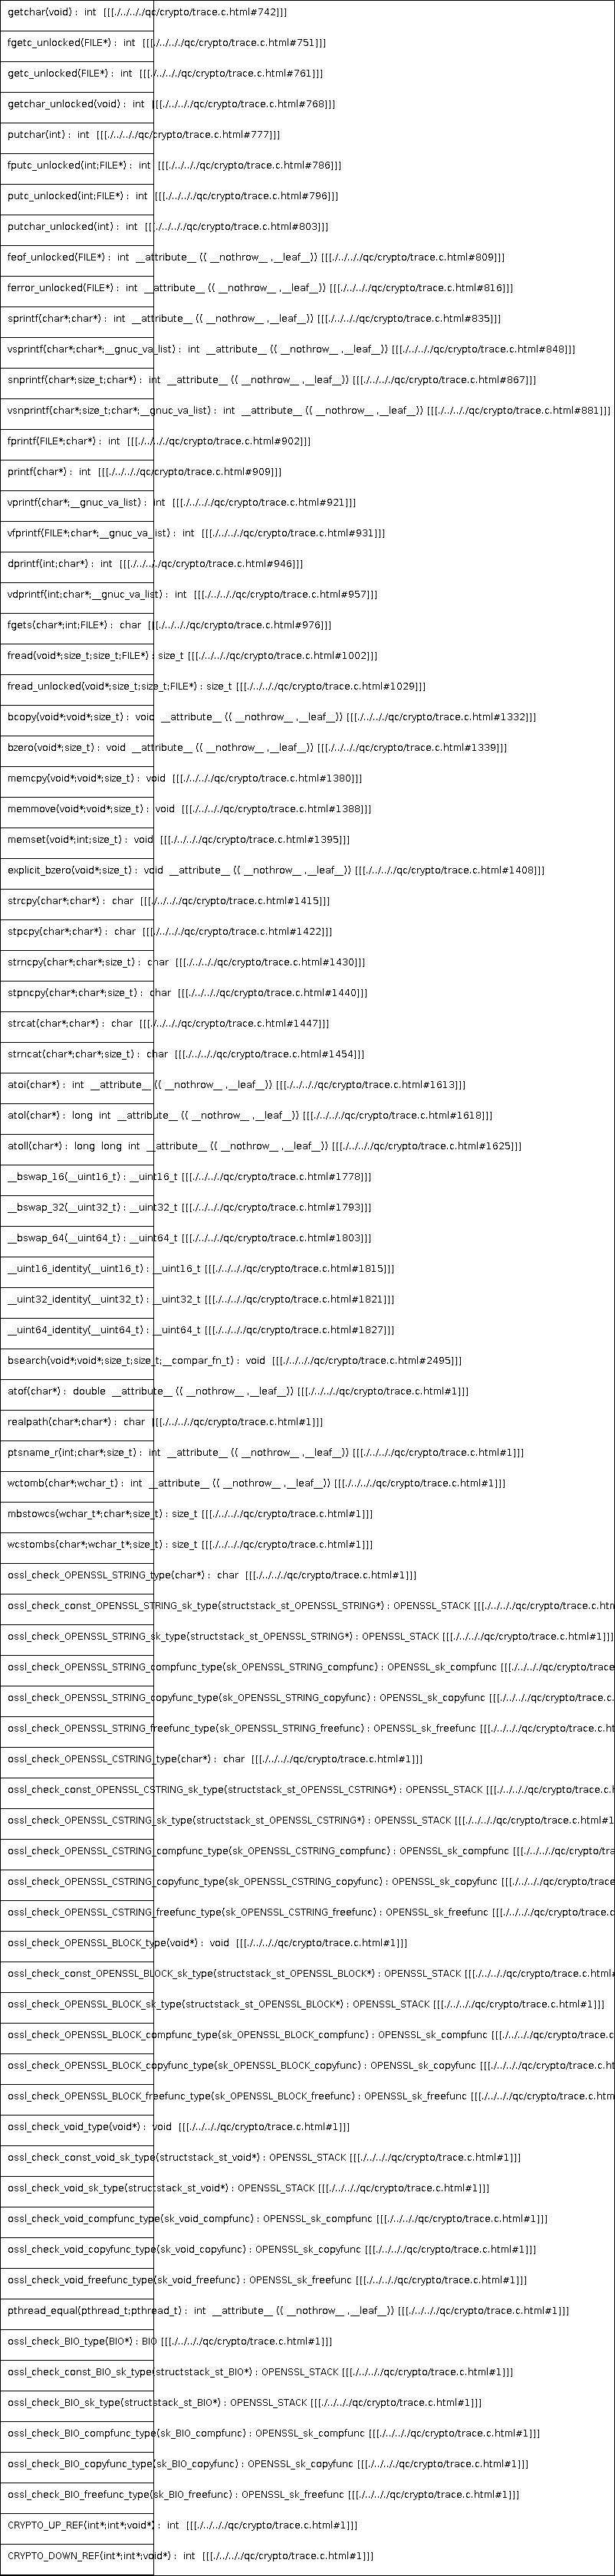 getchar(void) : int [[[./../../qc/crypto/trace.c.html#742]]]
fgetc_unlocked(FILE*) : int [[[./../.././qc/crypto/trace.c.html#751]]]
getc_unlocked(FILE*) : int [[[./../.././qc/crypto/trace.c.html#761]]]
getchar_unlocked(void) : int [[[./../.././qc/crypto/trace.c.html#768]]]
putchar(int) : int [[[./../.././qc/crypto/trace.c.html#777]]]
fputc_unlocked(int;FILE*) : int [[[./../.././qc/crypto/trace.c.html#786]]]
putc_unlocked(int;FILE*) : int [[[./../.././qc/crypto/trace.c.html#796]]]
putchar_unlocked(int) : int [[[./../.././qc/crypto/trace.c.html#803]]]
feof_unlocked(FILE*) : int __attribute__ (( __nothrow__ ,__leaf__)) [[[./../.././qc/crypto/trace.c.html#809]]]
ferror_unlocked(FILE*) : int __attribute__ (( __nothrow__ ,__leaf__)) [[[./../.././qc/crypto/trace.c.html#816]]]
sprintf(char*;char*) : int __attribute__ (( __nothrow__ ,__leaf__)) [[[./../.././qc/crypto/trace.c.html#835]]]
vsprintf(char*;char*;__gnuc_va_list) : int __attribute__ (( __nothrow__ ,__leaf__)) [[[./../.././qc/crypto/trace.c.html#848]]]
snprintf(char*;size_t;char*) : int __attribute__ (( __nothrow__ ,__leaf__)) [[[./../.././qc/crypto/trace.c.html#867]]]
vsnprintf(char*;size_t;char*;__gnuc_va_list) : int __attribute__ (( __nothrow__ ,__leaf__)) [[[./../.././qc/crypto/trace.c.html#881]]]
fprintf(FILE*;char*) : int [[[./../.././qc/crypto/trace.c.html#902]]]
printf(char*) : int [[[./../.././qc/crypto/trace.c.html#909]]]
vprintf(char*;__gnuc_va_list) : int [[[./../.././qc/crypto/trace.c.html#921]]]
vfprintf(FILE*;char*;__gnuc_va_list) : int [[[./../.././qc/crypto/trace.c.html#931]]]
dprintf(int;char*) : int [[[./../.././qc/crypto/trace.c.html#946]]]
vdprintf(int;char*;__gnuc_va_list) : int [[[./../.././qc/crypto/trace.c.html#957]]]
fgets(char*;int;FILE*) : char [[[./../.././qc/crypto/trace.c.html#976]]]
fread(void*;size_t;size_t;FILE*) : size_t [[[./../.././qc/crypto/trace.c.html#1002]]]
fread_unlocked(void*;size_t;size_t;FILE*) : size_t [[[./../.././qc/crypto/trace.c.html#1029]]]
bcopy(void*;void*;size_t) : void __attribute__ (( __nothrow__ ,__leaf__)) [[[./../.././qc/crypto/trace.c.html#1332]]]
bzero(void*;size_t) : void __attribute__ (( __nothrow__ ,__leaf__)) [[[./../.././qc/crypto/trace.c.html#1339]]]
memcpy(void*;void*;size_t) : void [[[./../.././qc/crypto/trace.c.html#1380]]]
memmove(void*;void*;size_t) : void [[[./../.././qc/crypto/trace.c.html#1388]]]
memset(void*;int;size_t) : void [[[./../.././qc/crypto/trace.c.html#1395]]]
explicit_bzero(void*;size_t) : void __attribute__ (( __nothrow__ ,__leaf__)) [[[./../.././qc/crypto/trace.c.html#1408]]]
strcpy(char*;char*) : char [[[./../.././qc/crypto/trace.c.html#1415]]]
stpcpy(char*;char*) : char [[[./../.././qc/crypto/trace.c.html#1422]]]
strncpy(char*;char*;size_t) : char [[[./../.././qc/crypto/trace.c.html#1430]]]
stpncpy(char*;char*;size_t) : char [[[./../.././qc/crypto/trace.c.html#1440]]]
strcat(char*;char*) : char [[[./../.././qc/crypto/trace.c.html#1447]]]
strncat(char*;char*;size_t) : char [[[./../.././qc/crypto/trace.c.html#1454]]]
atoi(char*) : int __attribute__ (( __nothrow__ ,__leaf__)) [[[./../.././qc/crypto/trace.c.html#1613]]]
atol(char*) : long int __attribute__ (( __nothrow__ ,__leaf__)) [[[./../.././qc/crypto/trace.c.html#1618]]]
atoll(char*) : long long int __attribute__ (( __nothrow__ ,__leaf__)) [[[./../.././qc/crypto/trace.c.html#1625]]]
__bswap_16(__uint16_t) : __uint16_t [[[./../.././qc/crypto/trace.c.html#1778]]]
__bswap_32(__uint32_t) : __uint32_t [[[./../.././qc/crypto/trace.c.html#1793]]]
__bswap_64(__uint64_t) : __uint64_t [[[./../.././qc/crypto/trace.c.html#1803]]]
__uint16_identity(__uint16_t) : __uint16_t [[[./../.././qc/crypto/trace.c.html#1815]]]
__uint32_identity(__uint32_t) : __uint32_t [[[./../.././qc/crypto/trace.c.html#1821]]]
__uint64_identity(__uint64_t) : __uint64_t [[[./../.././qc/crypto/trace.c.html#1827]]]
bsearch(void*;void*;size_t;size_t;__compar_fn_t) : void [[[./../.././qc/crypto/trace.c.html#2495]]]
atof(char*) : double __attribute__ (( __nothrow__ ,__leaf__)) [[[./../.././qc/crypto/trace.c.html#1]]]
realpath(char*;char*) : char [[[./../.././qc/crypto/trace.c.html#1]]]
ptsname_r(int;char*;size_t) : int __attribute__ (( __nothrow__ ,__leaf__)) [[[./../.././qc/crypto/trace.c.html#1]]]
wctomb(char*;wchar_t) : int __attribute__ (( __nothrow__ ,__leaf__)) [[[./../.././qc/crypto/trace.c.html#1]]]
mbstowcs(wchar_t*;char*;size_t) : size_t [[[./../.././qc/crypto/trace.c.html#1]]]
wcstombs(char*;wchar_t*;size_t) : size_t [[[./../.././qc/crypto/trace.c.html#1]]]
ossl_check_OPENSSL_STRING_type(char*) : char [[[./../.././qc/crypto/trace.c.html#1]]]
ossl_check_const_OPENSSL_STRING_sk_type(structstack_st_OPENSSL_STRING*) : OPENSSL_STACK [[[./../.././qc/crypto/trace.c.htn
ossl_check_OPENSSL_STRING_sk_type(structstack_st_OPENSSL_STRING*) : OPENSSL_STACK [[[./../.././qc/crypto/trace.c.html#1]]]
ossl_check_OPENSSL_STRING_compfunc_type(sk_OPENSSL_STRING_compfunc) : OPENSSL_sk_compfunc [[[./../.././qc/crypto/trace
ossl_check_OPENSSL_STRING_copyfunc_type(sk_OPENSSL_STRING_copyfunc) : OPENSSL_sk_copyfunc [[[./../.././qc/crypto/trace.c.
ossl_check_OPENSSL_STRING_freefunc_type(sk_OPENSSL_STRING_freefunc) : OPENSSL_sk_freefunc [[[./../.././qc/crypto/trace.c.ht
ossl_check_OPENSSL_CSTRING_type(char*) : char [[[./../.././qc/crypto/trace.c.html#1]]]
ossl_check_const_OPENSSL_CSTRING_sk_type(structstack_st_OPENSSL_CSTRING*) : OPENSSL_STACK [[[./../.././qc/crypto/trace.c.h
ossl_check_OPENSSL_CSTRING_sk_type(structstack_st_OPENSSL_CSTRING*) : OPENSSL_STACK [[[./../.././qc/crypto/trace.c.html#1
ossl_check_OPENSSL_CSTRING_compfunc_type(sk_OPENSSL_CSTRING_compfunc) : OPENSSL_sk_compfunc [[[./../.././qc/crypto/tra
ossl_check_OPENSSL_CSTRING_copyfunc_type(sk_OPENSSL_CSTRING_copyfunc) : OPENSSL_sk_copyfunc [[[./../.././qc/crypto/trace
ossl_check_OPENSSL_CSTRING_freefunc_type(sk_OPENSSL_CSTRING_freefunc) : OPENSSL_sk_freefunc [[[./../.././qc/crypto/trace.c
ossl_check_OPENSSL_BLOCK_type(void*) : void [[[./../.././qc/crypto/trace.c.html#1]]]
ossl_check_const_OPENSSL_BLOCK_sk_type(structstack_st_OPENSSL_BLOCK*) : OPENSSL_STACK [[[./../.././qc/crypto/trace.c.html#
ossl_check_OPENSSL_BLOCK_sk_type(structstack_st_OPENSSL_BLOCK*) : OPENSSL_STACK [[[./../.././qc/crypto/trace.c.html#1]]]
ossl_check_OPENSSL_BLOCK_compfunc_type(sk_OPENSSL_BLOCK_compfunc) : OPENSSL_sk_compfunc [[[./../.././qc/crypto/trace.c
ossl_check_OPENSSL_BLOCK_copyfunc_type(sk_OPENSSL_BLOCK_copyfunc) : OPENSSL_sk_copyfunc [[[./../.././qc/crypto/trace.c.ht
ossl_check_OPENSSL_BLOCK_freefunc_type(sk_OPENSSL_BLOCK_freefunc) : OPENSSL_sk_freefunc [[[./../.././qc/crypto/trace.c.htm
ossl_check_void_type(void*) : void [[[./../.././qc/crypto/trace.c.html#1]]]
ossl_check_const_void_sk_type(structstack_st_void*) : OPENSSL_STACK [[[./../.././qc/crypto/trace.c.html#1]]]
ossl_check_void_sk_type(structstack_st_void*) : OPENSSL_STACK [[[./../.././qc/crypto/trace.c.html#1]]]
ossl_check_void_compfunc_type(sk_void_compfunc) : OPENSSL_sk_compfunc [[[./../.././qc/crypto/trace.c.html#1]]]
ossl_check_void_copyfunc_type(sk_void_copyfunc) : OPENSSL_sk_copyfunc [[[./../.././qc/crypto/trace.c.html#1]]]
ossl_check_void_freefunc_type(sk_void_freefunc) : OPENSSL_sk_freefunc [[[./../.././qc/crypto/trace.c.html#1]]]
pthread_equal(pthread_t;pthread_t) : int __attribute__ (( __nothrow__ ,__leaf__)) [[[./../.././qc/crypto/trace.c.html#1]]]
ossl_check_BIO_type(BIO*) : BIO [[[./../.././qc/crypto/trace.c.html#1]]]
ossl_check_const_BIO_sk_type(structstack_st_BIO*) : OPENSSL_STACK [[[./../.././qc/crypto/trace.c.html#1]]]
ossl_check_BIO_sk_type(structstack_st_BIO*) : OPENSSL_STACK [[[./../.././qc/crypto/trace.c.html#1]]]
ossl_check_BIO_compfunc_type(sk_BIO_compfunc) : OPENSSL_sk_compfunc [[[./../.././qc/crypto/trace.c.html#1]]]
ossl_check_BIO_copyfunc_type(sk_BIO_copyfunc) : OPENSSL_sk_copyfunc [[[./../.././qc/crypto/trace.c.html#1]]]
ossl_check_BIO_freefunc_type(sk_BIO_freefunc) : OPENSSL_sk_freefunc [[[./../.././qc/crypto/trace.c.html#1]]]
CRYPTO_UP_REF(int*;int*;void*) : int [[[./../.././qc/crypto/trace.c.html#1]]]
CRYPTO_DOWN_REF(int*;int*;void*) : int [[[./../.././qc/crypto/trace.c.html#1]]]